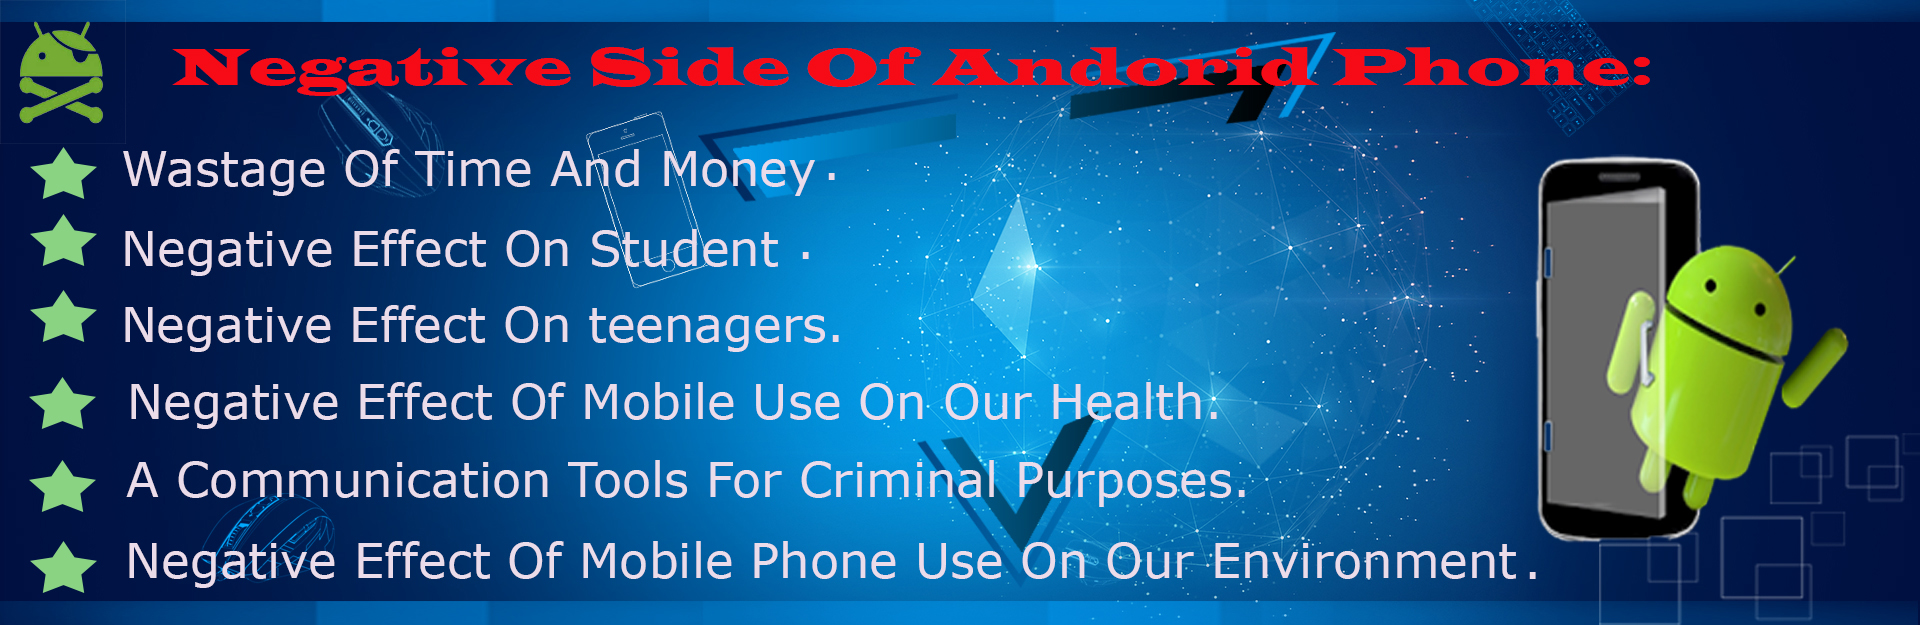 Negative Side Of Andorid Phone:
Wastage Of Time And Money.
Negative Effect On Student .
Negative Effect On teenagers.
Negative Effect Of Mobile Use On Our Health.
A Communication Tools For Criminal Purposes.
Negative Effect Of Mobile Phone Use On Our Environment.